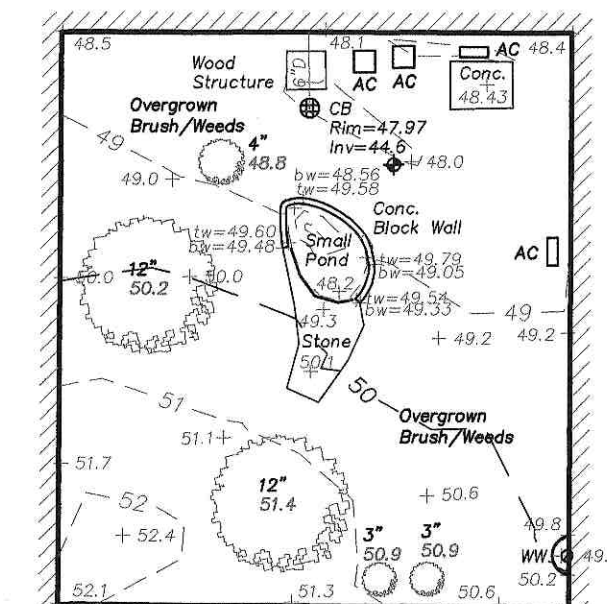 48.5
48.1
48.4
Wood
Structure
6"D
AC
AC
AC
Conc.
48.43
Overgrown
Brush/Weeds
CB
Rim=47.97
Inv=44.6
49
4"
48.8
48.0
49.0
bw=48.56
tw=49.58
Conc.
Block Wall
tw=49.60
bw=49.48
Small
Pond
48.2
tw=49.79
bw=49.05
AC
12"
50.2
50.0
tw=49.54
bw=49.33
49.3
49
49.2
49.2
Stone
50.1
50
51
Overgrown
Brush/Weeds
51.1
51.7
12"
51.4
50.6
52
52.4
3"
50.9
3"
50.9
49.8
WW
50.2
52.1
51.3
50.6